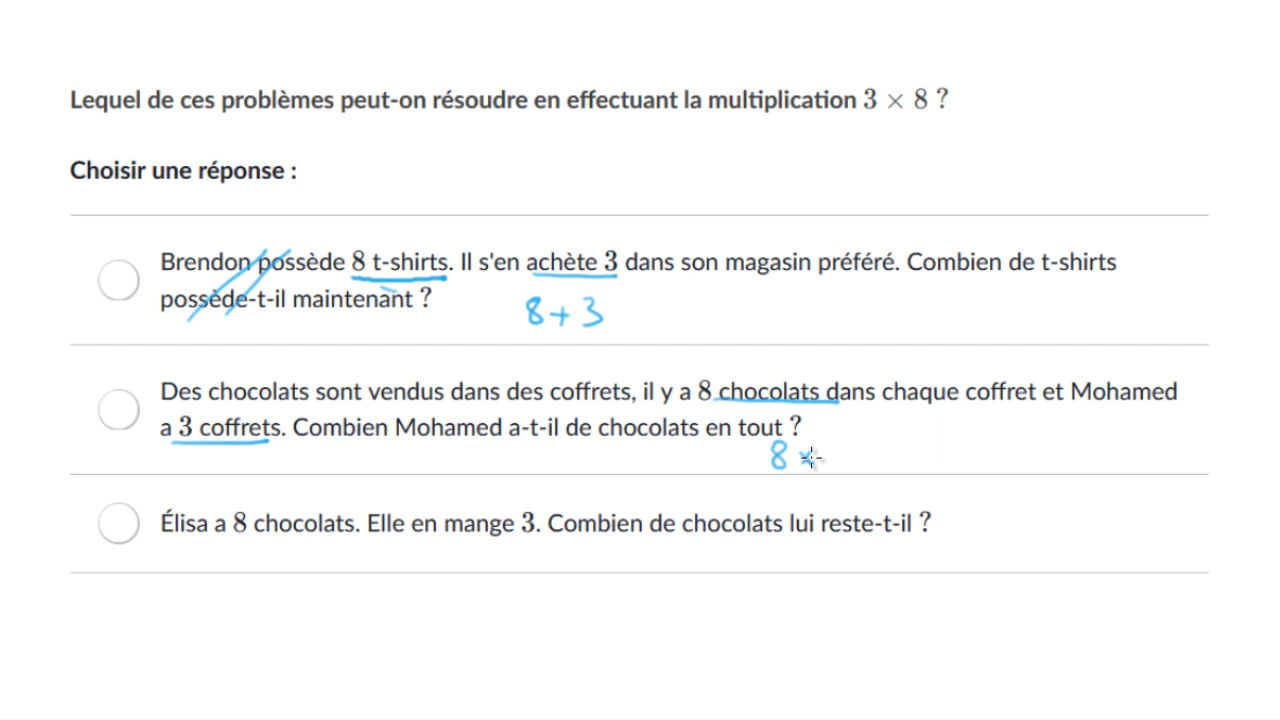 Lequel de ces problèmes peut-on résoudre en effectuant la multiplication 3 × 8 ?
Choisir une réponse :
Brendon possède 8 t-shirts. Il s'en achète 3 dans son magasin préféré. Combien de t-shirts
possède-t-il maintenant ?
8 + 3
Des chocolats sont vendus dans des coffrets, il y a 8 chocolats dans chaque coffret et Mohamed
a 3 coffrets. Combien Mohamed a-t-il de chocolats en tout ?
8 ×
Élisa a 8 chocolats. Elle en mange 3. Combien de chocolats lui reste-t-il ?